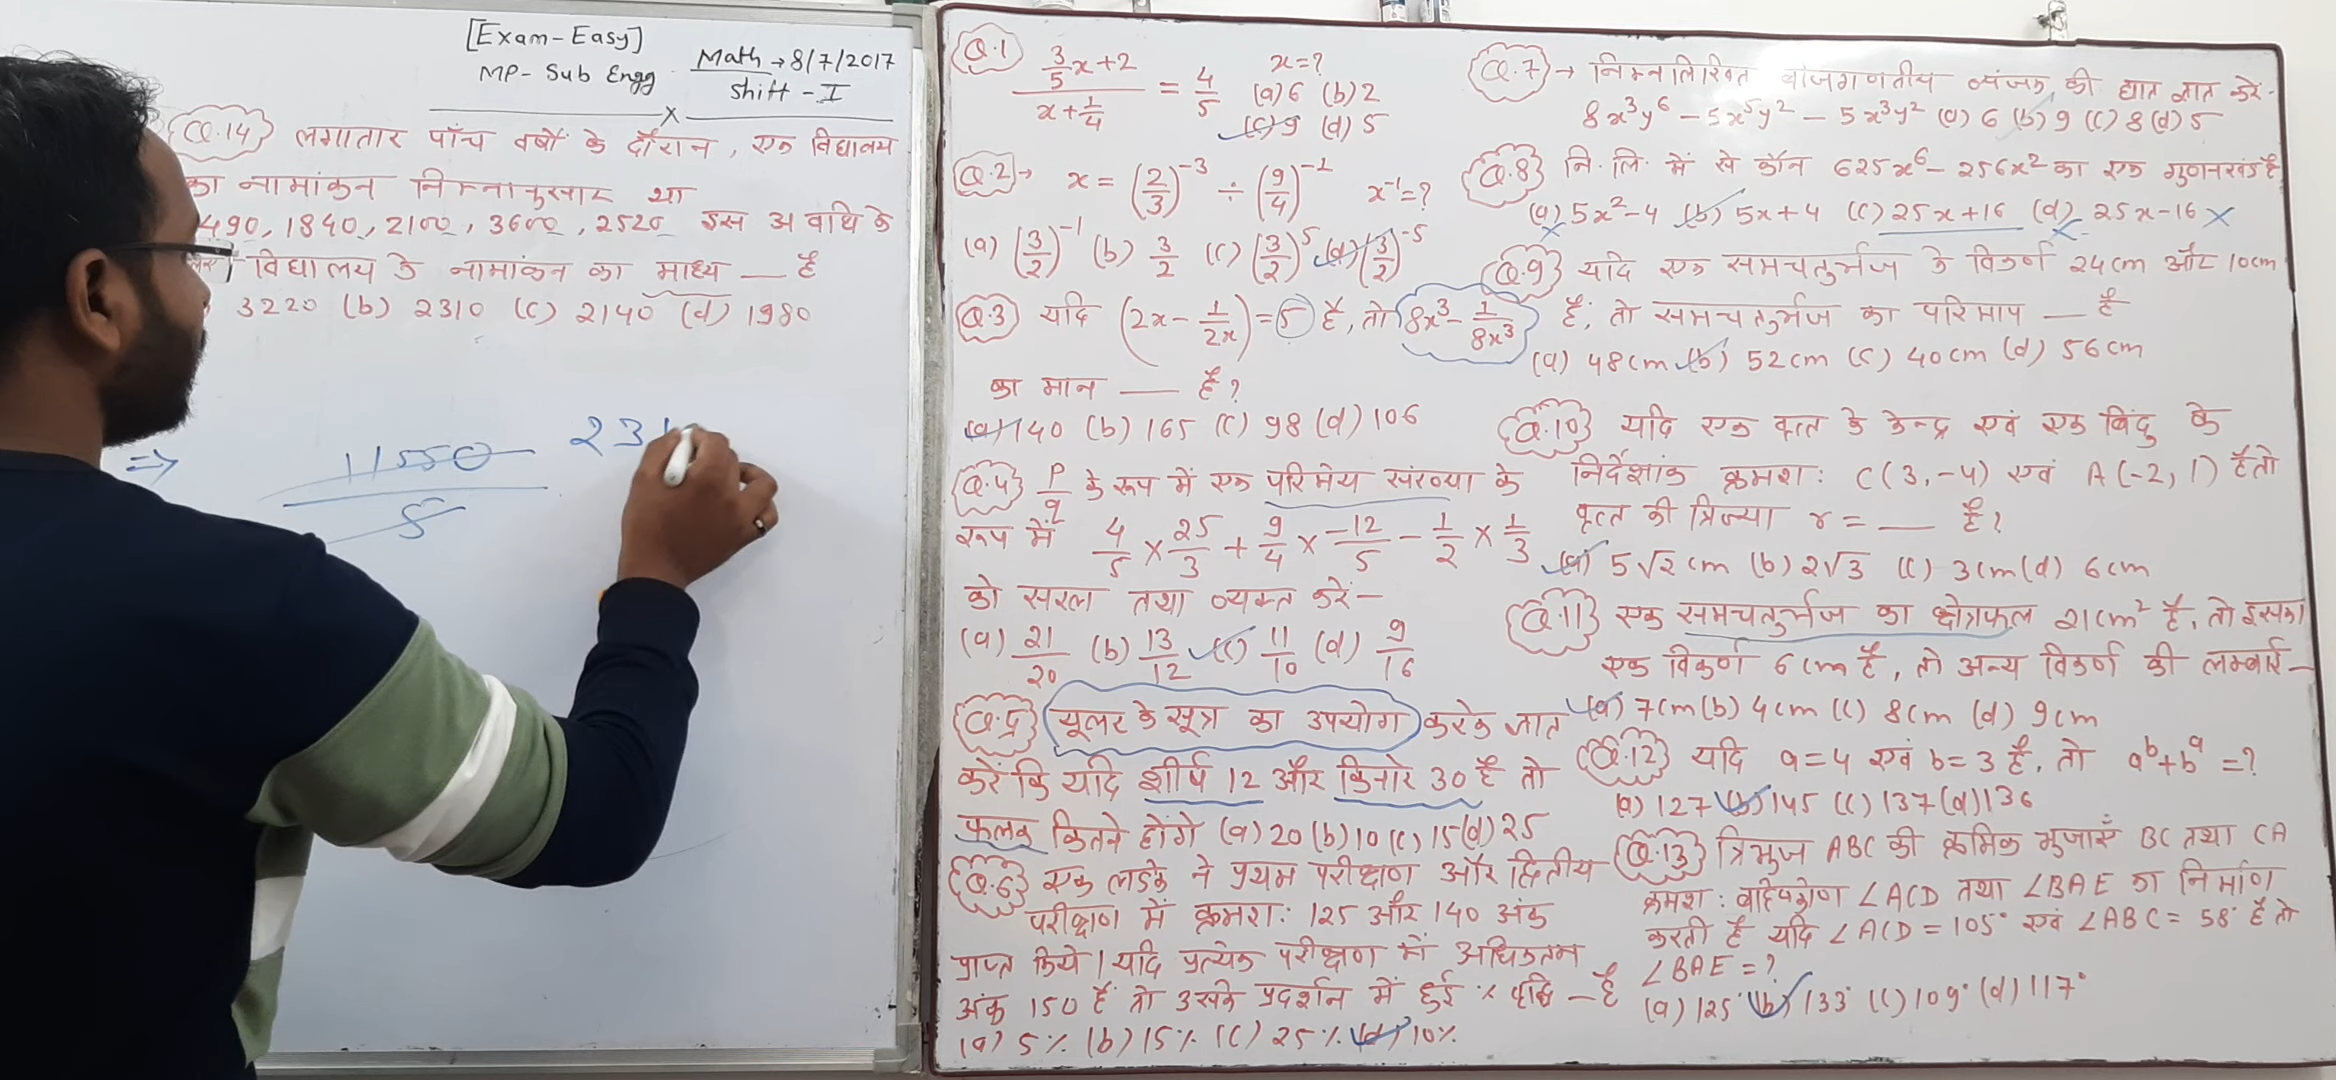 [Exam-Easy]
MP- Sub Engg
Math → 8/7/2017
Shift - I
x
Q.14 लगातार पाँच वर्षों के दौरान, एक विद्यालय
का नामांकन निम्नानुसार था
490, 1840, 2100, 3600, 2520 इस अवधि के
विद्यालय के नामांकन का माध्य — है
3220 (b) 2310 (c) 2140 (d) 1980
⇒ 11550 / 5 231
Q.1 (3/5 x+2) / (x+1/4) = 4/5 x=?
(a) 6 (b) 2
(c) 9 (d) 5
Q.2 → x = (2/3)^-3 ÷ (9/4)^-1 x^-1=?
(a) (3/2)^-1 (b) 3/2 (c) (3/2)^5 (d) (3/2)^-5
Q.3 यदि (2x - 1/2x) = 5 है, तो 8x³ - 1/8x³
का मान — है?
(a) 140 (b) 165 (c) 98 (d) 106
Q.4 P/q के रूप में एक परिमेय संख्या के
रूप में 4/5 × 25/3 + 9/4 × -12/5 - 1/2 × 1/3
को सरल तथा व्यक्त करें-
(a) 21/20 (b) 13/12 (c) 11/10 (d) 9/16
Q.5 यूलर के सूत्र का उपयोग करके ज्ञात
करें कि यदि शीर्ष 12 और किनारे 30 है तो
फलक कितने होंगे (a) 20 (b) 10 (c) 15 (d) 25
Q.6 एक लडके ने प्रथम परीक्षण और द्वितीय
परीक्षण में क्रमश: 125 और 140 अंक
प्राप्त किये। यदि प्रत्येक परीक्षण में अधिकतम
अंक 150 हैं तो उसके प्रदर्शन में हुई % वृद्धि — है
(a) 5% (b) 15% (c) 25% (d) 10%
Q.7 → निम्नलिखित बीजगणतीय व्यंजक, की घात ज्ञात करें-
8x³y⁶ - 5x⁵y² - 5x³y² (a) 6 (b) 9 (c) 8 (d) 5
Q.8 नि.लि. में से कौन 625x⁶ - 256x² का एक गुणनखंड है
(a) 5x²-4 (b) 5x+4 (c) 25x+16 (d) 25x-16
Q.9 यदि एक समचतुर्भुज के विकर्ण 24cm और 10cm
है, तो समचतुर्भुज का परिमाप — है
(a) 48cm (b) 52cm (c) 40cm (d) 56cm
Q.10 यदि एक वृत्त के केन्द्र एवं एक बिंदु के
निर्देशांक क्रमश: C(3,-4) एवं A(-2,1) है तो
वृत्त की त्रिज्या r = — है?
(a) 5√2 cm (b) 2√3 (c) 3cm (d) 6cm
Q.11 एक समचतुर्भुज का क्षेत्रफल 21cm² है, तो इसका
एक विकर्ण 6cm है, तो अन्य विकर्ण की लम्बाई-
(a) 7cm (b) 4cm (c) 8cm (d) 9cm
Q.12 यदि a=4 एवं b=3 है, तो a^b+b^a =?
(a) 127 (b) 145 (c) 137 (d) 136
Q.13 त्रिभुज ABC की क्रमिक भुजाएँ BC तथा CA
क्रमश: बाह्यकोण ∠ACD तथा ∠BAE का निर्माण
करती है यदि ∠ACD = 105° एवं ∠ABC = 58° है तो
∠BAE = ?
(a) 125° (b) 133° (c) 109° (d) 117°